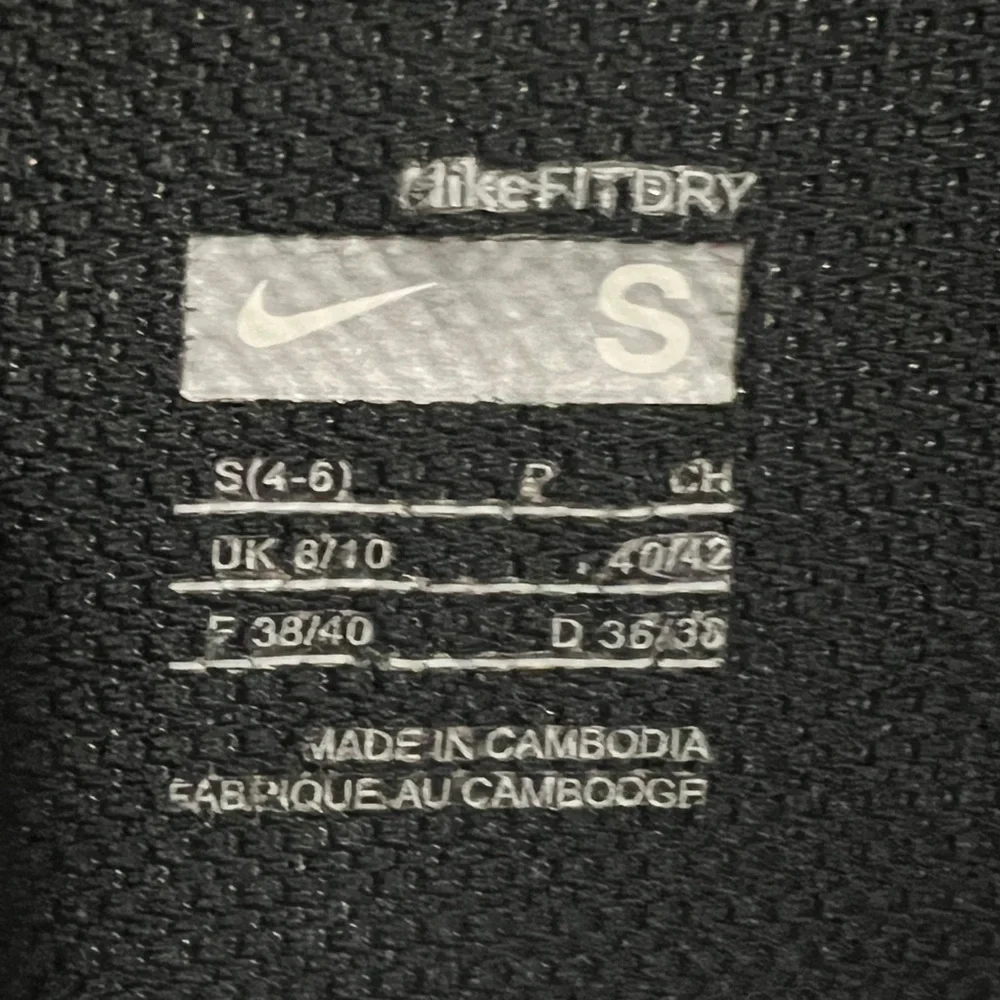 NikeFITDRY
S
S(4-6) P CH
UK 8/10 40/42
F 38/40 D 36/38
MADE IN CAMBODIA
FABRIQUE AU CAMBODGE